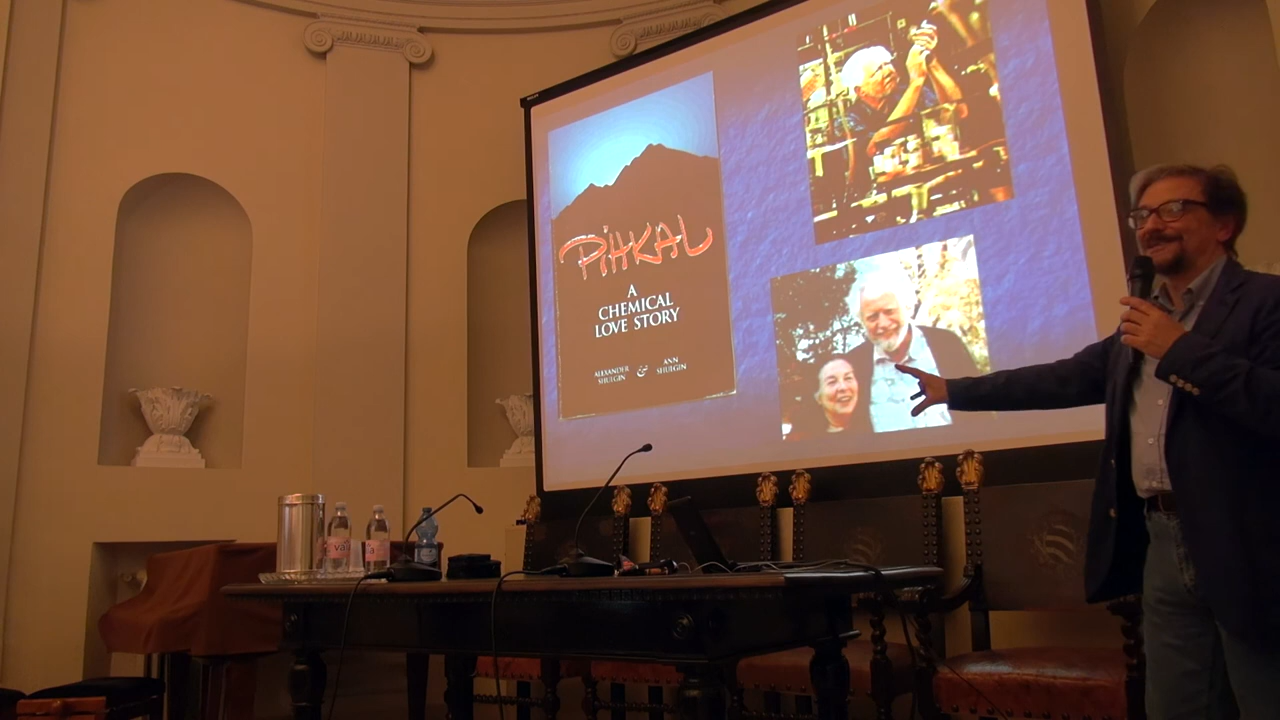 PiHKAL
A
CHEMICAL
LOVE STORY
ALEXANDER
SHULGIN
&
ANN
SHULGIN